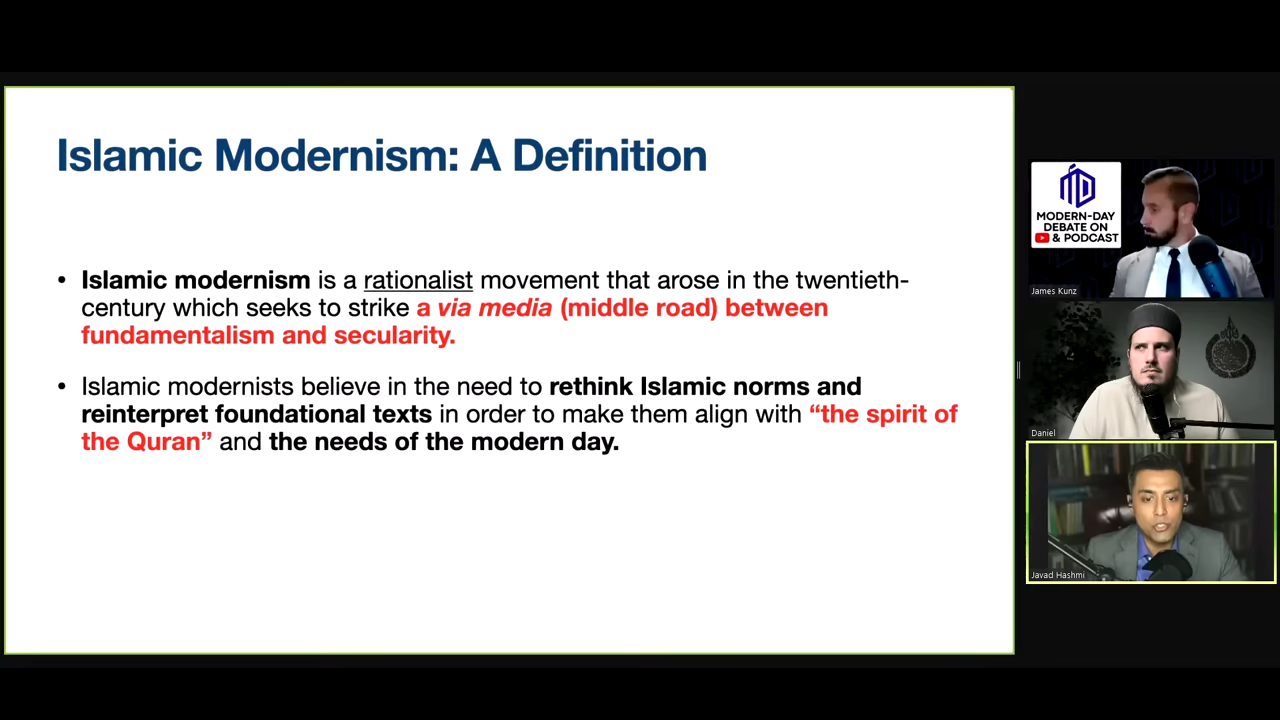 Islamic Modernism: A Definition
• Islamic modernism is a rationalist movement that arose in the twentieth-
century which seeks to strike a via media (middle road) between
fundamentalism and secularity.
• Islamic modernists believe in the need to rethink Islamic norms and
reinterpret foundational texts in order to make them align with “the spirit of
the Quran” and the needs of the modern day.
MODERN-DAY
DEBATE ON
& PODCAST
James Kunz
Daniel
Javad Hashmi